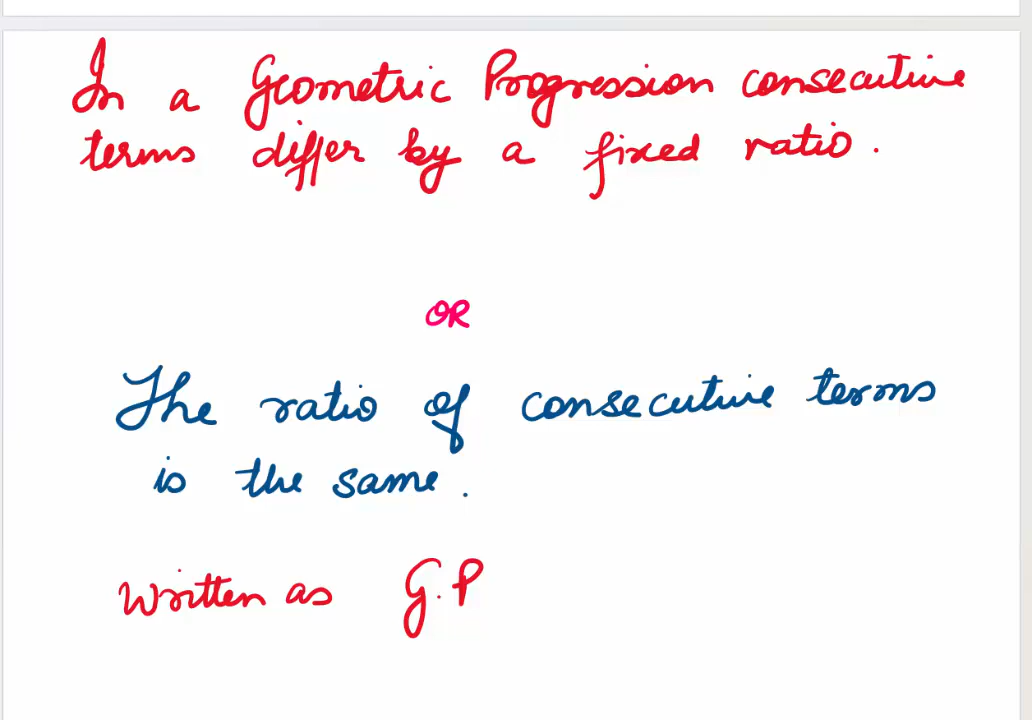 In a Geometric Progression consecutive
terms differ by a fixed ratio.
OR
The ratio of consecutive terms
is the same.
written as G.P